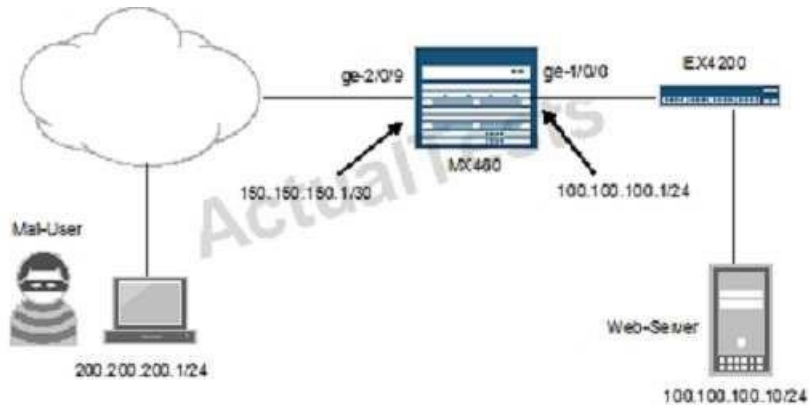 ge-2/0/9
ge-1/0/0
EX4200
MX480
150.150.150.1/30
100.100.100.1/24
ActualTests
Mal-User
200.200.200.1/24
Web-Server
100.100.100.10/24